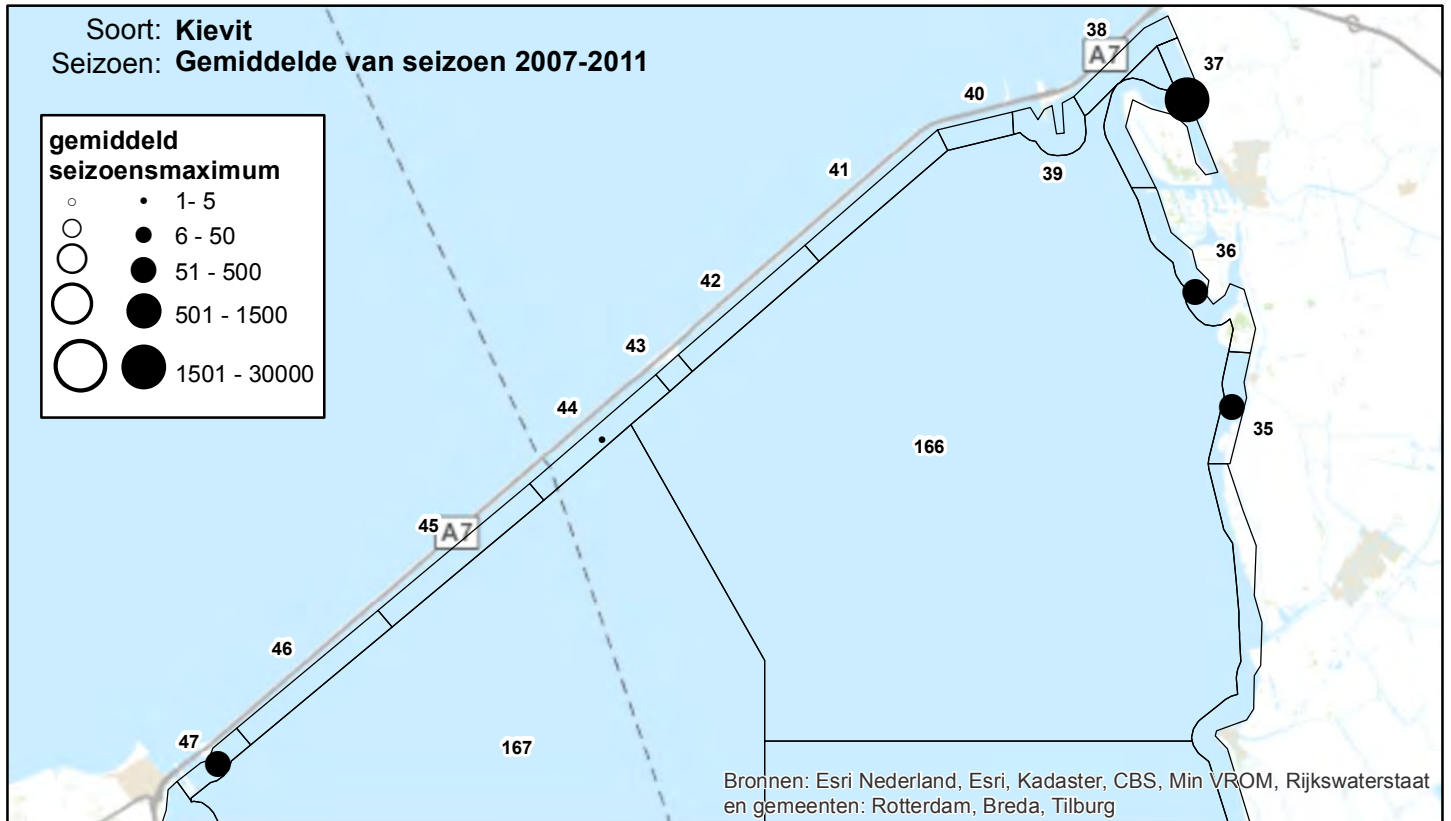 Soort: Kievit
Seizoen: Gemiddelde van seizoen 2007-2011
gemiddeld
seizoensmaximum
1- 5
6 - 50
51 - 500
501 - 1500
1501 - 30000
38
A7
37
40
39
41
36
42
43
44
35
166
45
A7
46
47
167
Bronnen: Esri Nederland, Esri, Kadaster, CBS, Min VROM, Rijkswaterstaat
en gemeenten: Rotterdam, Breda, Tilburg